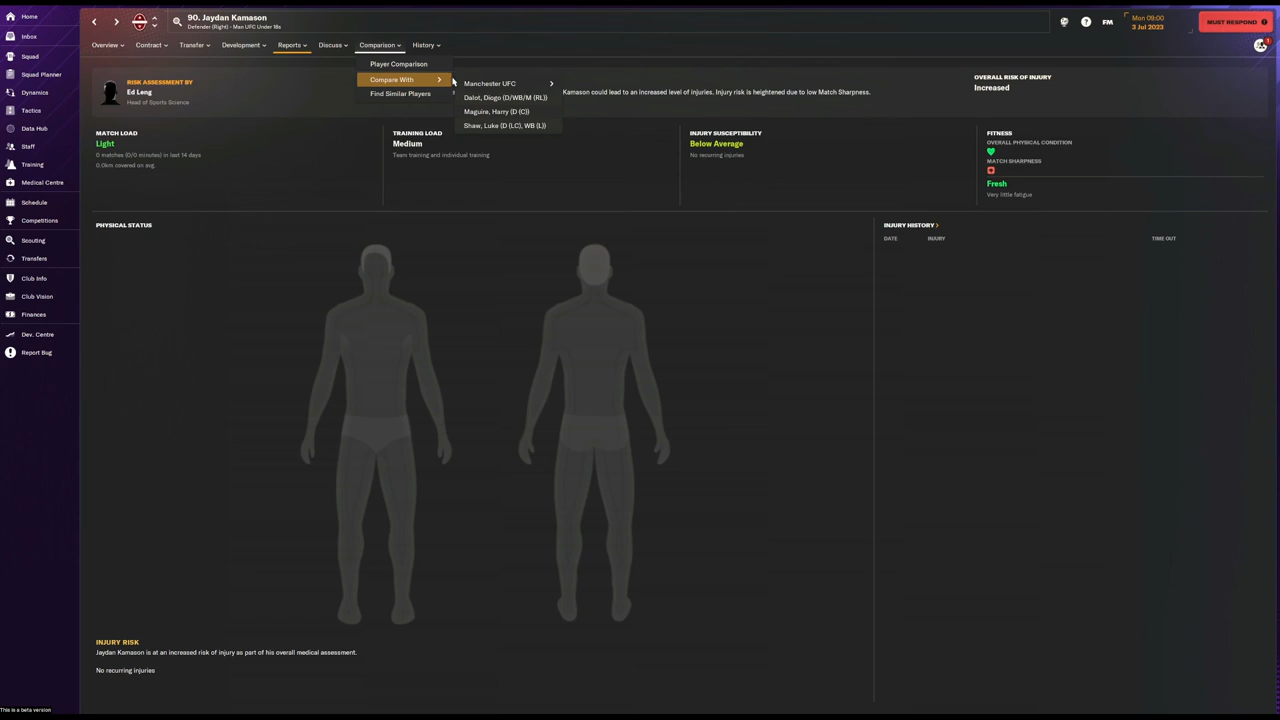 Home
Inbox
Squad
Squad Planner
Dynamics
Tactics
Data Hub
Staff
Training
Medical Centre
Schedule
Competitions
Scouting
Transfers
Club Info
Club Vision
Finances
Dev. Centre
Report Bug
This is a beta version
90. Jaydan Kamason
Defender (Right) - Man UFC Under 18s
FM
Mon 09:00
3 Jul 2023
MUST RESPOND
Overview
Contract
Transfer
Development
Reports
Discuss
Comparison
History
1
Player Comparison
Compare With
Find Similar Players
Manchester UFC
Dalot, Diogo (D/WB/M (RL))
Maguire, Harry (D (C))
Shaw, Luke (D (LC), WB (L))
RISK ASSESSMENT BY
Ed Leng
Head of Sports Science
Kamason could lead to an increased level of injuries. Injury risk is heightened due to low Match Sharpness.
OVERALL RISK OF INJURY
Increased
MATCH LOAD
Light
0 matches (0/0 minutes) in last 14 days
0.0km covered on avg.
TRAINING LOAD
Medium
Team training and individual training
INJURY SUSCEPTIBILITY
Below Average
No recurring injuries
FITNESS
OVERALL PHYSICAL CONDITION
MATCH SHARPNESS
Fresh
Very little fatigue
PHYSICAL STATUS
INJURY HISTORY
DATE INJURY TIME OUT
INJURY RISK
Jaydan Kamason is at an increased risk of injury as part of his overall medical assessment.
No recurring injuries